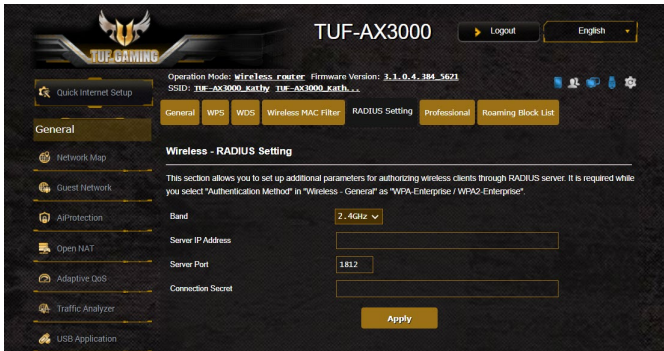 TUF-AX3000
Logout
English
TUF GAMING
Operation Mode: Wireless router Firmware Version: 3.1.0.4.384_5621
SSID: TUF-AX3000_Kathy TUF-AX3000_Kath...
Quick Internet Setup
General WPS WDS Wireless MAC Filter RADIUS Setting Professional Roaming Block List
General
Network Map
Guest Network
AiProtection
Open NAT
Adaptive QoS
Traffic Analyzer
USB Application
Wireless - RADIUS Setting
This section allows you to set up additional parameters for authorizing wireless clients through RADIUS server. It is required while
you select "Authentication Method" in "Wireless - General" as "WPA-Enterprise / WPA2-Enterprise".
Band 2.4GHz
Server IP Address
Server Port 1812
Connection Secret
Apply